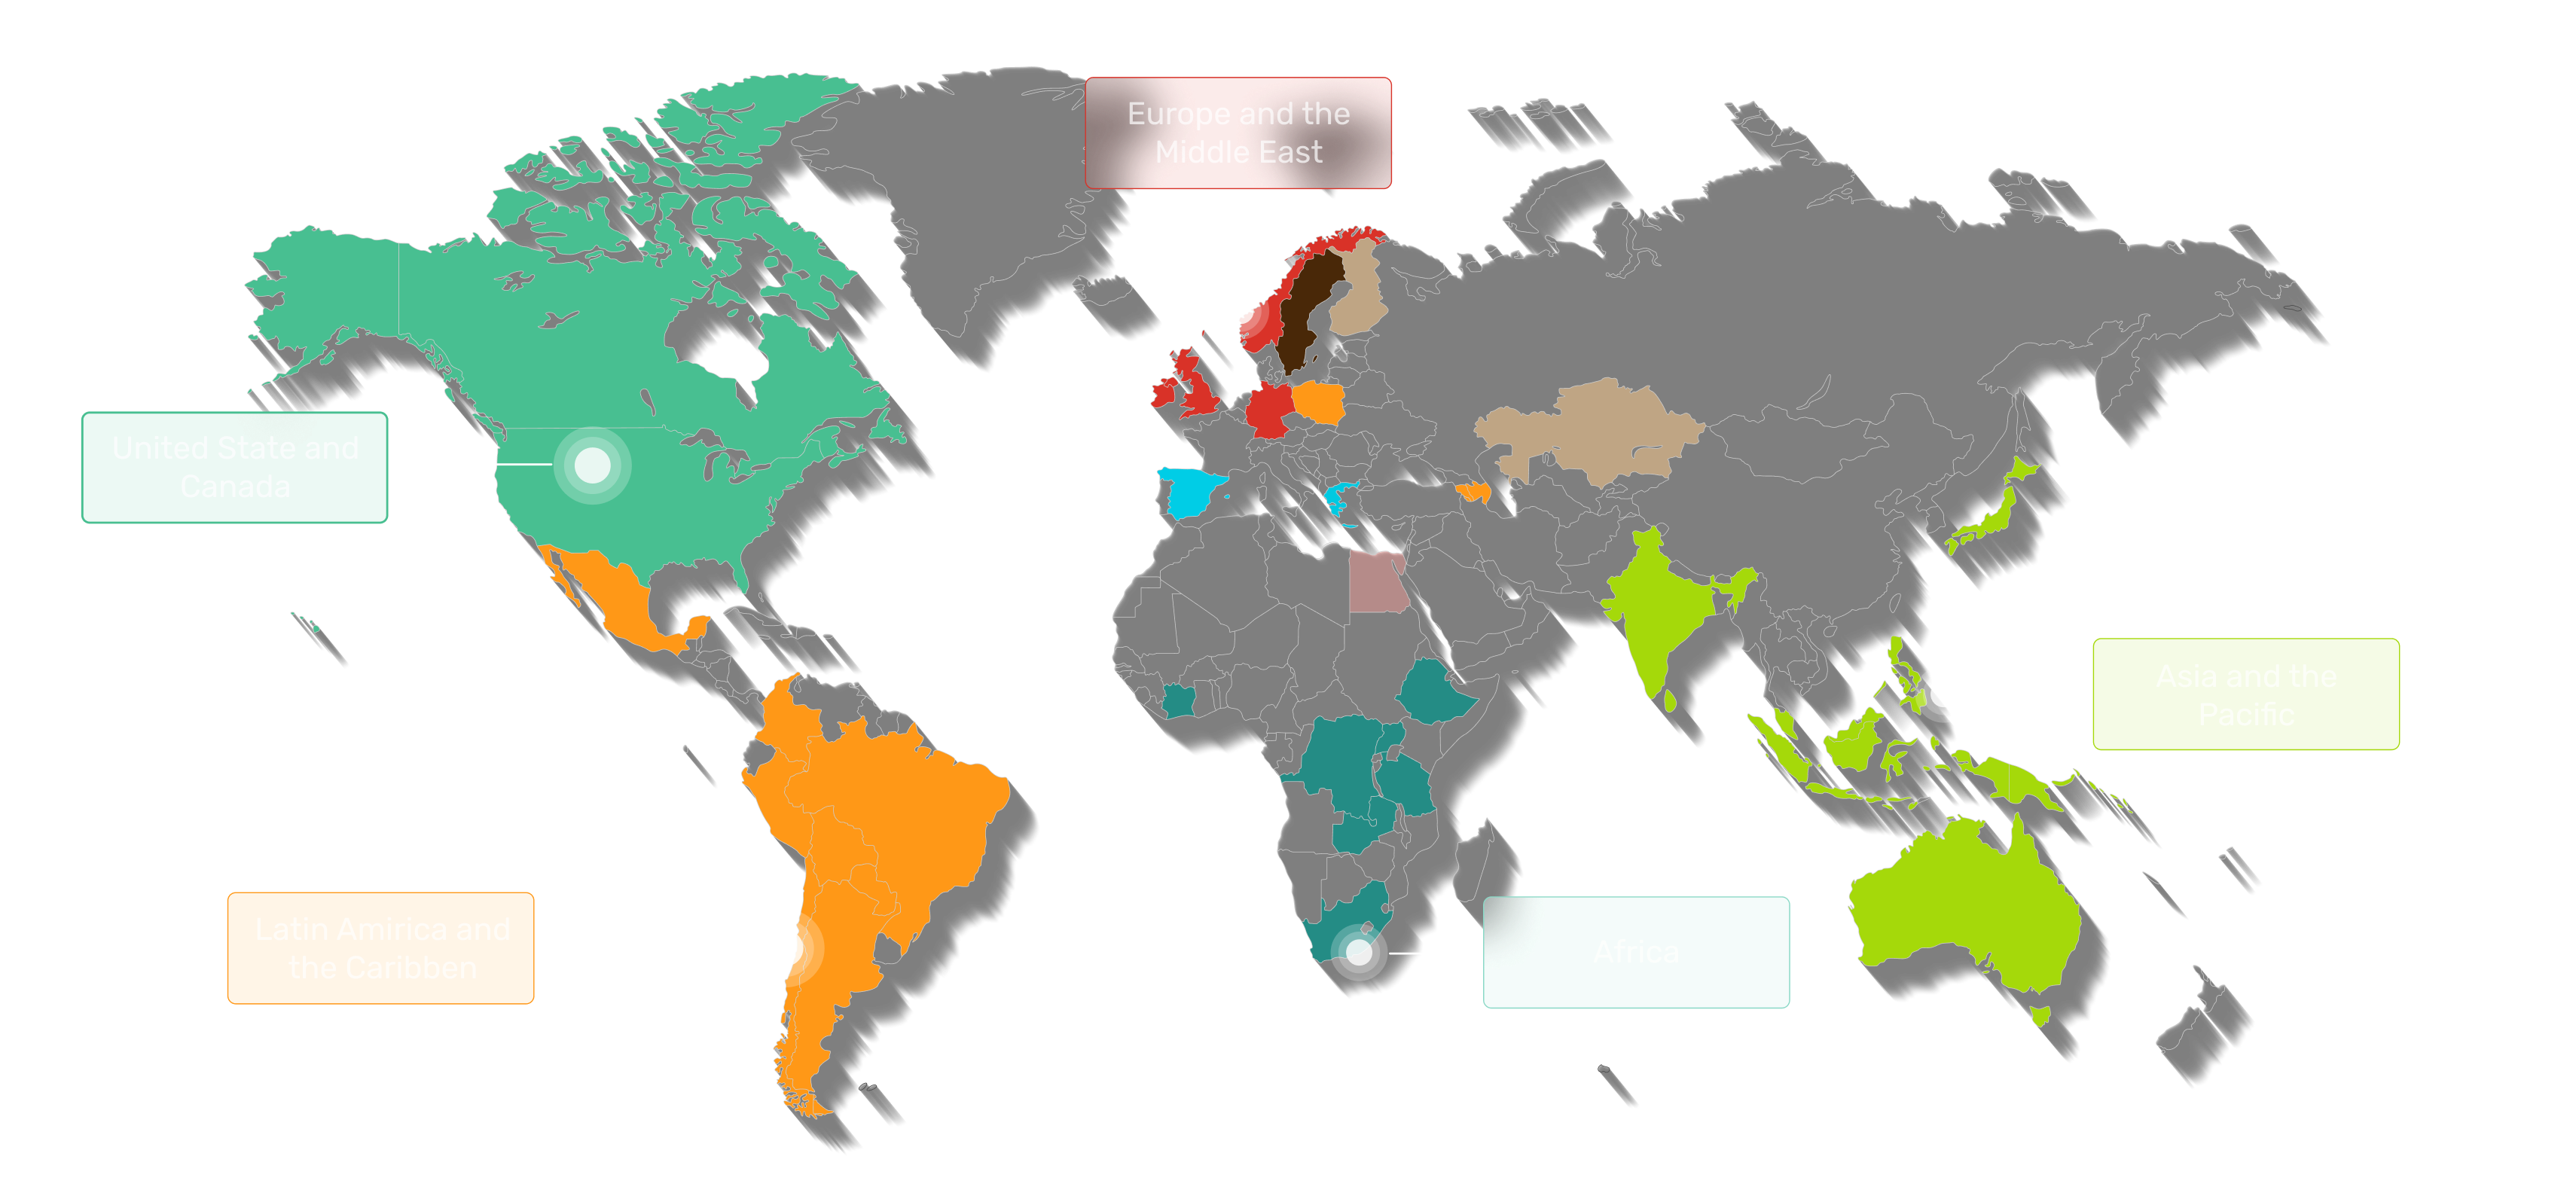 Europe and the
Middle East
United State and
Canada
Asia and the
Pacific
Latin Amirica and
the Caribben
Africa